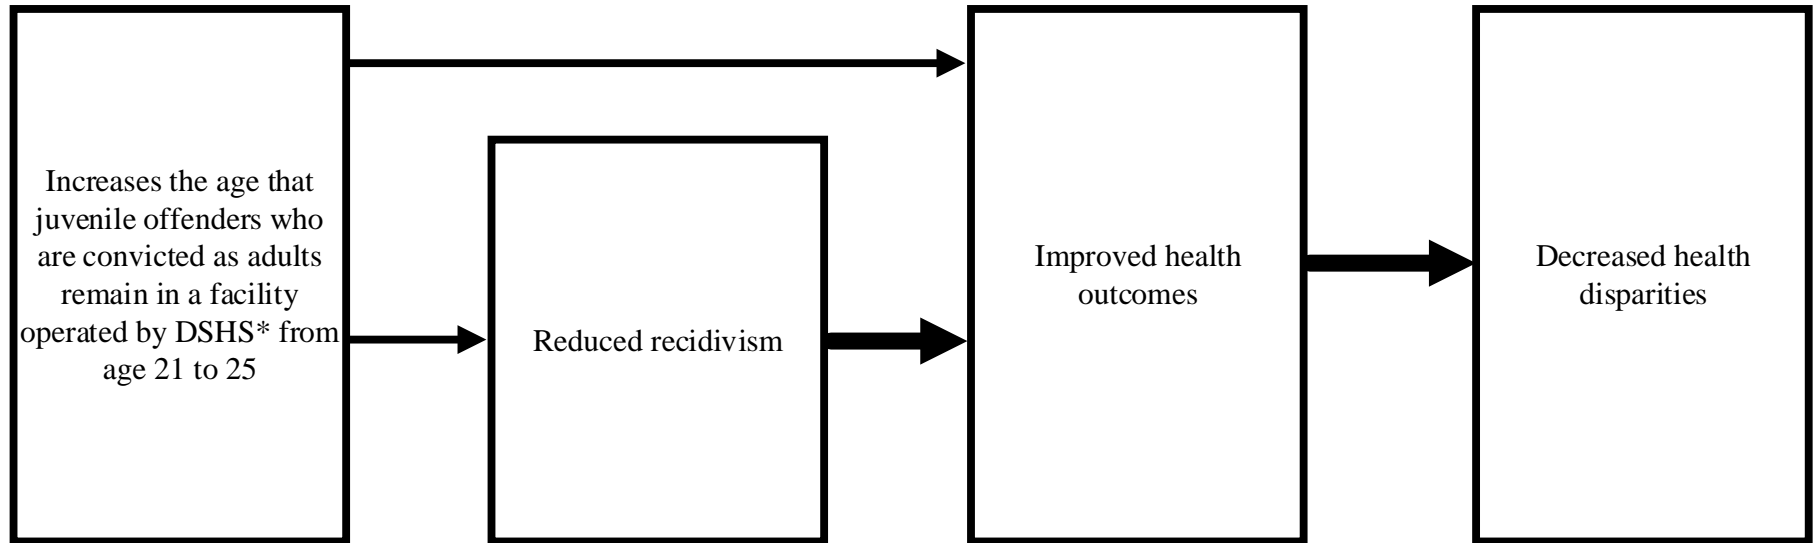 Increases the age that
juvenile offenders who
are convicted as adults
remain in a facility
operated by DSHS* from
age 21 to 25
Reduced recidivism
Improved health
outcomes
Decreased health
disparities